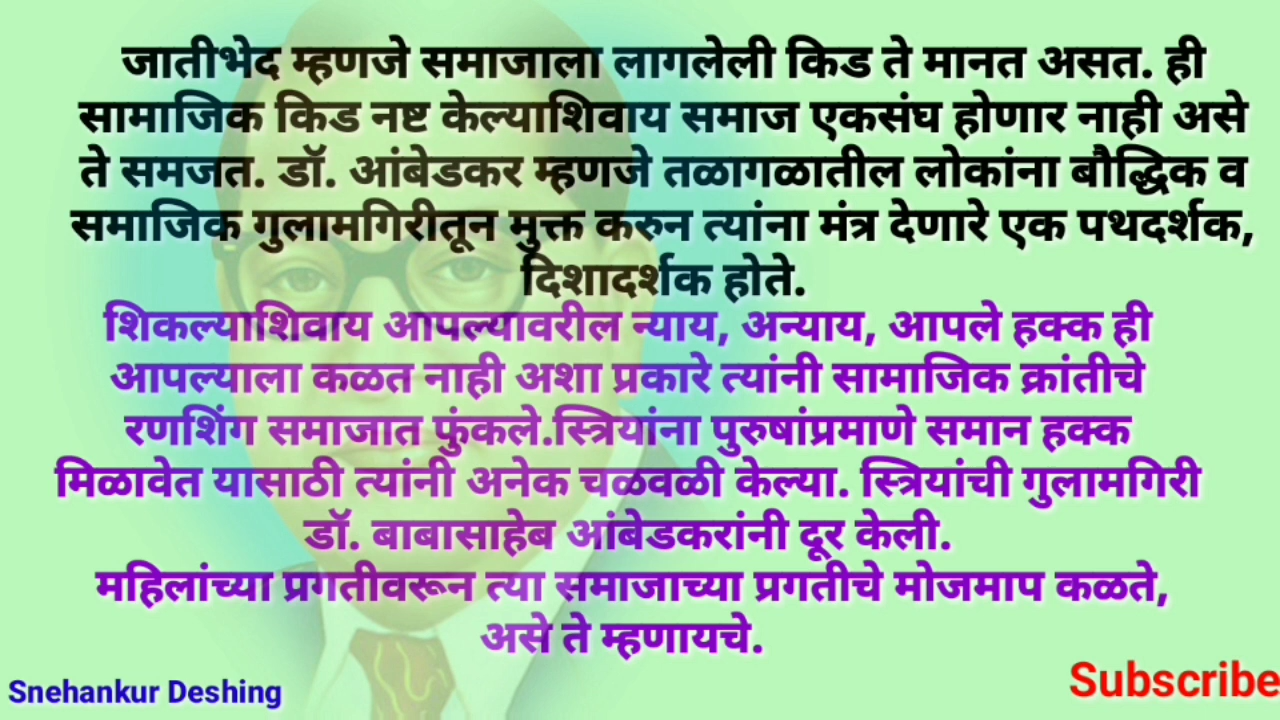 जातीभेद म्हणजे समाजाला लागलेली किड ते मानत असत. ही
सामाजिक किड नष्ट केल्याशिवाय समाज एकसंघ होणार नाही असे
ते समजत. डॉ. आंबेडकर म्हणजे तळागळातील लोकांना बौद्धिक व
समाजिक गुलामगिरीतून मुक्त करुन त्यांना मंत्र देणारे एक पथदर्शक,
दिशादर्शक होते.
शिकल्याशिवाय आपल्यावरील न्याय, अन्याय, आपले हक्क ही
आपल्याला कळत नाही अशा प्रकारे त्यांनी सामाजिक क्रांतीचे
रणशिंग समाजात फुंकले.स्त्रियांना पुरुषांप्रमाणे समान हक्क
मिळावेत यासाठी त्यांनी अनेक चळवळी केल्या. स्त्रियांची गुलामगिरी
डॉ. बाबासाहेब आंबेडकरांनी दूर केली.
महिलांच्या प्रगतीवरून त्या समाजाच्या प्रगतीचे मोजमाप कळते,
असे ते म्हणायचे.
Snehankur Deshing
Subscribe